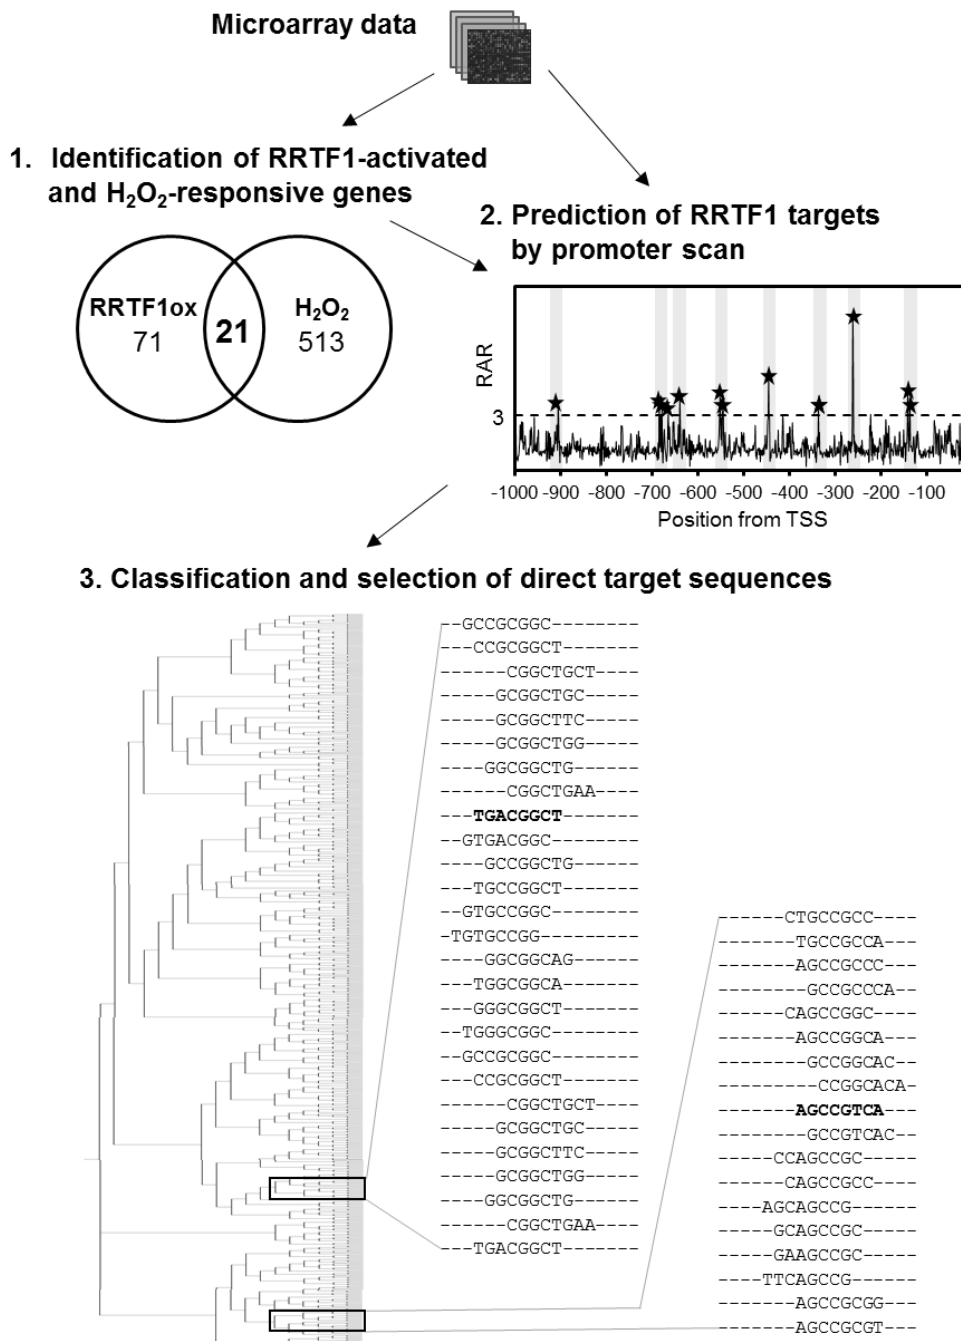 Microarray data
1. Identification of RRTF1-activated
and H₂O₂-responsive genes
2. Prediction of RRTF1 targets
by promoter scan
RRTF1ox
71
21
H₂O₂
513
RAR
3
-1000 -900 -800 -700 -600 -500 -400 -300 -200 -100
Position from TSS
3. Classification and selection of direct target sequences
--GCCGCGGC--------
---CCGCGGCT-------
------CGGCTGCT----
-----GCGGCTGC-----
-----GCGGCTTC-----
-----GCGGCTGG-----
----GGCGGCTG------
------CGGCTGAA----
---TGACGGCT-------
--GTGACGGC--------
----GCCGGCTG------
---TGCCGGCT-------
--GTGCCGGC--------
-TGTGCCGG---------
----GGCGGCAG------
---TGGCGGCA-------
---GGGCGGCT-------
--TGGGCGGC--------
--GCCGCGGC--------
---CCGCGGCT-------
------CGGCTGCT----
-----GCGGCTGC-----
-----GCGGCTTC-----
-----GCGGCTGG-----
----GGCGGCTG------
------CGGCTGAA----
---TGACGGCT-------
------CTGCCGCC----
-------TGCCGCCA---
-------AGCCGCCC---
--------GCCGCCCA--
------CAGCCGGC----
-------AGCCGGCA---
--------GCCGGCAC--
---------CCGGCACA-
-------AGCCGTCA---
--------GCCGTCAC--
-----CCAGCCGC-----
------CAGCCGCC----
----AGCAGCCG------
-----GCAGCCGC-----
-----GAAGCCGC-----
----TTCAGCCG------
-------AGCCGCGG---
-------AGCCGCGT---